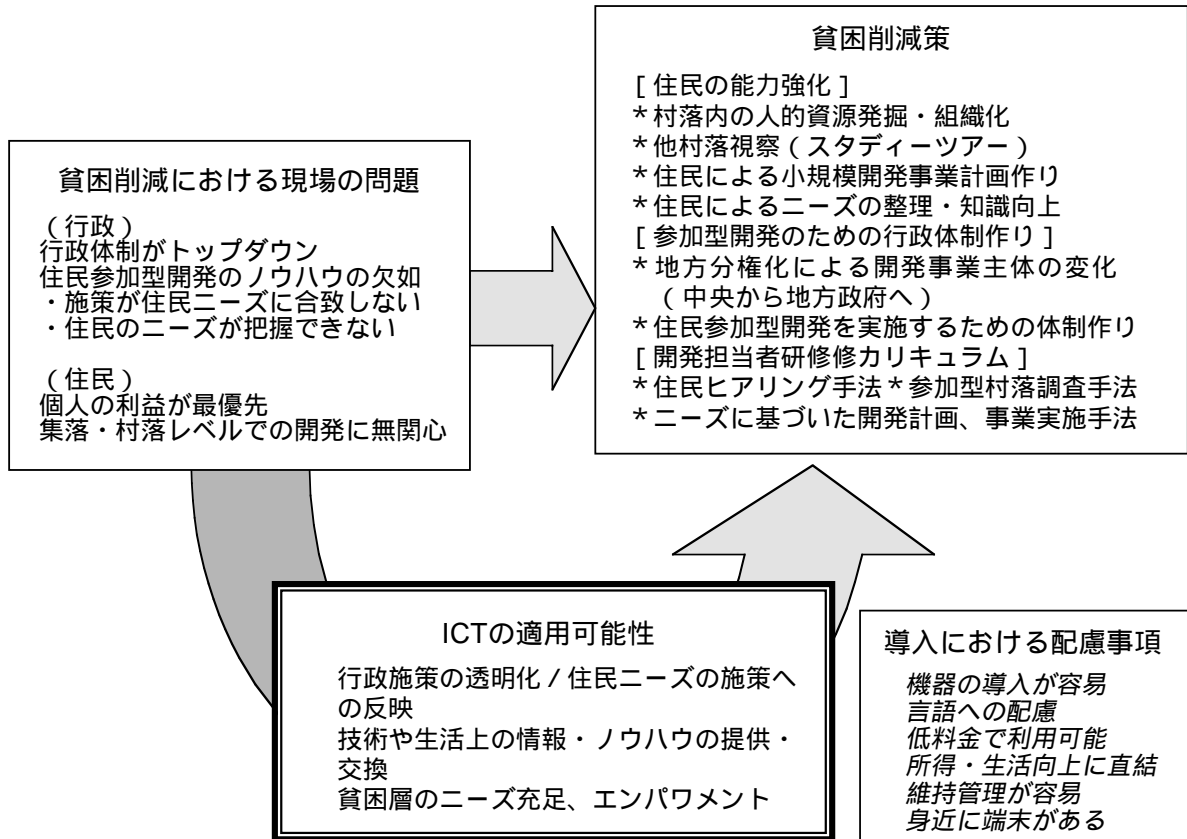 貧困削減における現場の問題
（行政）
行政体制がトップダウン
住民参加型開発のノウハウの欠如
・施策が住民ニーズに合致しない
・住民のニーズが把握できない
（住民）
個人の利益が最優先
集落・村落レベルでの開発に無関心
貧困削減策
[ 住民の能力強化 ]
＊村落内の人的資源発掘・組織化
＊他村落視察（スタディーツアー）
＊住民による小規模開発事業計画作り
＊住民によるニーズの整理・知識向上
[ 参加型開発のための行政体制作り ]
＊地方分権化による開発事業主体の変化
（中央から地方政府へ）
＊住民参加型開発を実施するための体制作り
[ 開発担当者研修修カリキュラム ]
＊住民ヒアリング手法＊参加型村落調査手法
＊ニーズに基づいた開発計画、事業実施手法
ICTの適用可能性
行政施策の透明化 / 住民ニーズの施策へ
の反映
技術や生活上の情報・ノウハウの提供・
交換
貧困層のニーズ充足、エンパワメント
導入における配慮事項
機器の導入が容易
言語への配慮
低料金で利用可能
所得・生活向上に直結
維持管理が容易
身近に端末がある